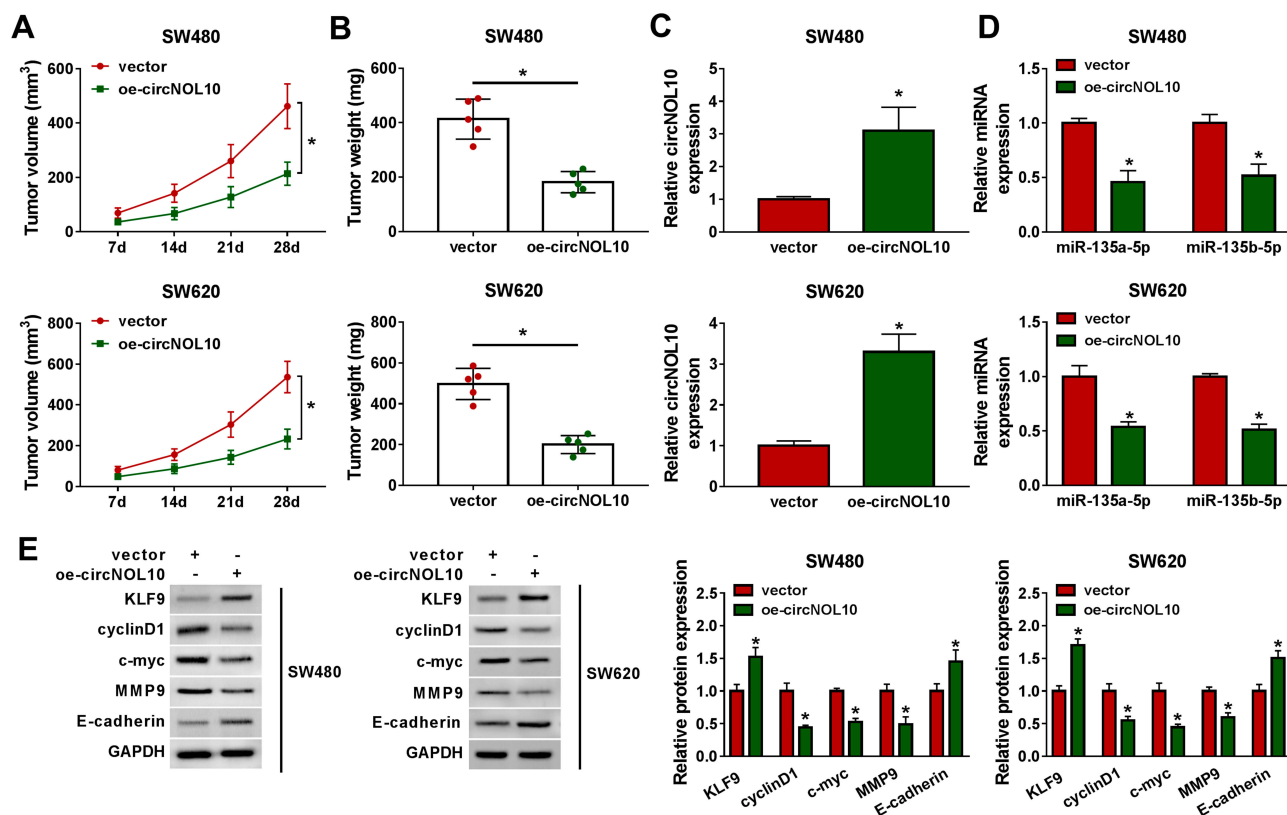 A
SW480
Tumor volume (mm³)
600
400
200
0
vector
oe-circNOL10
*
7d 14d 21d 28d
SW620
Tumor volume (mm³)
800
600
400
200
0
vector
oe-circNOL10
*
7d 14d 21d 28d
B
SW480
Tumor weight (mg)
600
400
200
0
*
vector oe-circNOL10
SW620
Tumor weight (mg)
800
600
400
200
0
*
vector oe-circNOL10
C
SW480
Relative circNOL10
expression
5
4
3
2
1
0
*
vector oe-circNOL10
SW620
Relative circNOL10
expression
4
3
2
1
0
*
vector oe-circNOL10
D
SW480
Relative miRNA
expression
1.5
1.0
0.5
0.0
vector
oe-circNOL10
* *
miR-135a-5p miR-135b-5p
SW620
Relative miRNA
expression
1.5
1.0
0.5
0.0
vector
oe-circNOL10
* *
miR-135a-5p miR-135b-5p
E
vector + -
oe-circNOL10 - +
KLF9
cyclinD1
c-myc
MMP9
E-cadherin
GAPDH
SW480
vector + -
oe-circNOL10 - +
KLF9
cyclinD1
c-myc
MMP9
E-cadherin
GAPDH
SW620
SW480
Relative protein expression
2.5
2.0
1.5
1.0
0.5
0.0
vector
oe-circNOL10
* * * * *
KLF9 cyclinD1 c-myc MMP9 E-cadherin
SW620
Relative protein expression
2.5
2.0
1.5
1.0
0.5
0.0
vector
oe-circNOL10
* * * * *
KLF9 cyclinD1 c-myc MMP9 E-cadherin